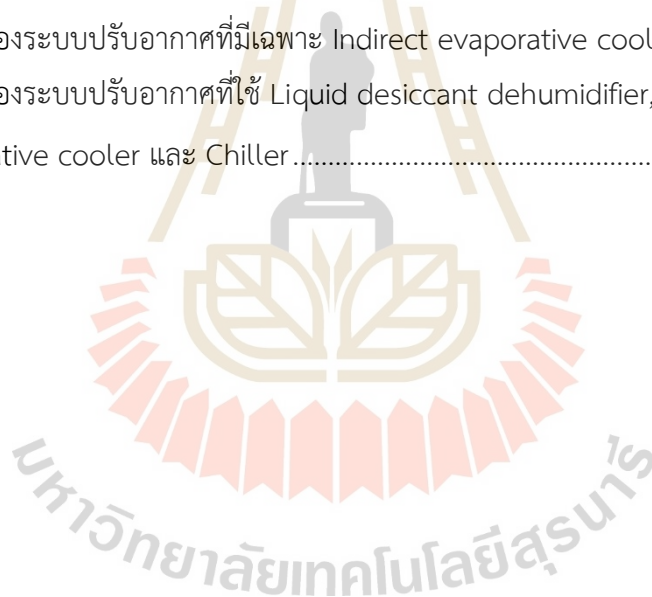 องระบบปรับอากาศที่มีเฉพาะ Indirect evaporative cool
องระบบปรับอากาศที่ใช้ Liquid desiccant dehumidifier,
tive cooler และ Chiller
มหาวิทยาลัยเทคโนโลยีสุรนารี